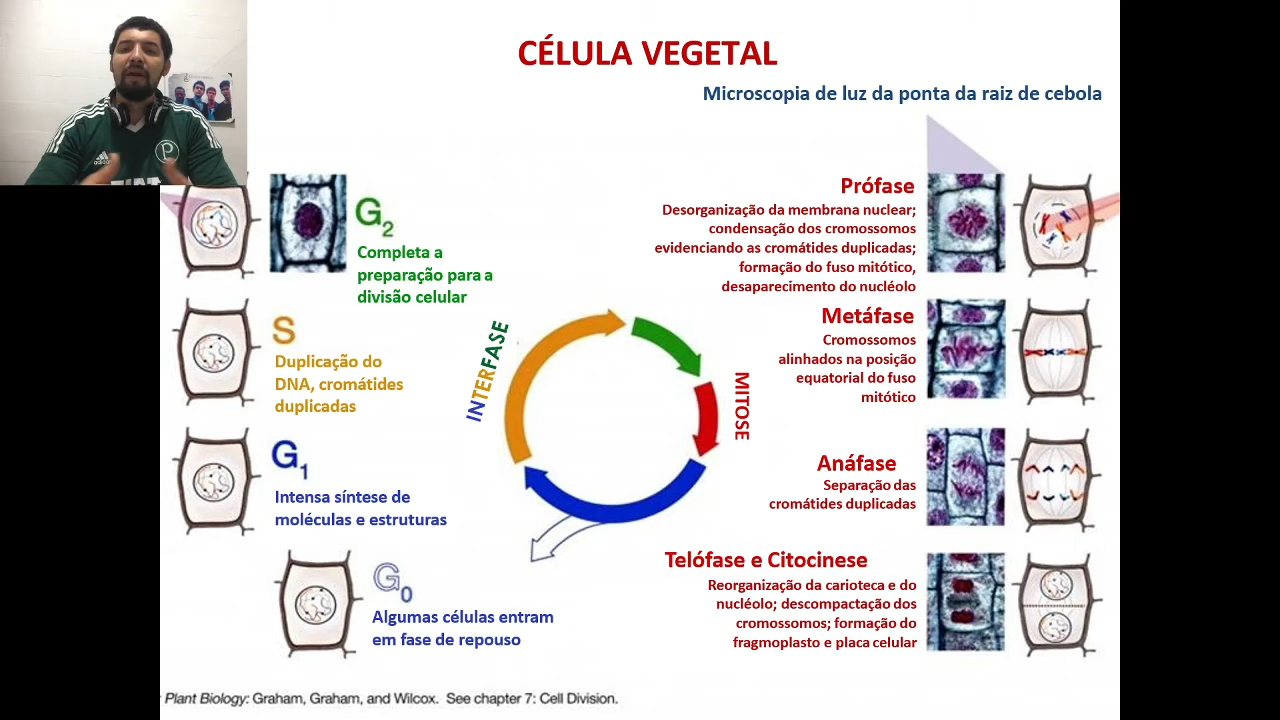 CÉLULA VEGETAL
Microscopia de luz da ponta da raiz de cebola
adidas
P
G2
Completa a
preparação para a
divisão celular
S
Duplicação do
DNA, cromátides
duplicadas
G1
Intensa síntese de
moléculas e estruturas
G0
Algumas células entram
em fase de repouso
INTERFASE
MITOSE
Prófase
Desorganização da membrana nuclear;
condensação dos cromossomos
evidenciando as cromátides duplicadas;
formação do fuso mitótico,
desaparecimento do nucléolo
Metáfase
Cromossomos
alinhados na posição
equatorial do fuso
mitótico
Anáfase
Separação das
cromátides duplicadas
Telófase e Citocinese
Reorganização da carioteca e do
nucléolo; descompactação dos
cromossomos; formação do
fragmoplasto e placa celular
Plant Biology: Graham, Graham, and Wilcox. See chapter 7: Cell Division.